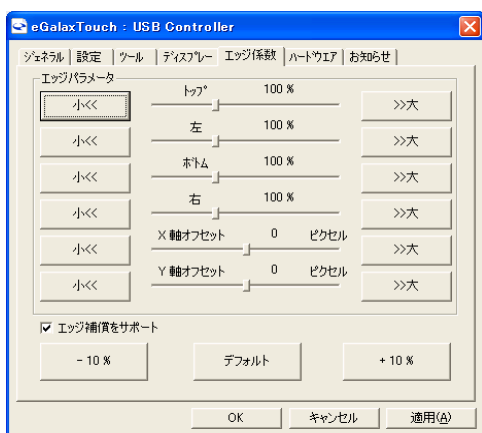 eGalaxTouch : USB Controller
ｼﾞｪﾈﾗﾙ 設定 ﾂｰﾙ ﾃﾞｨｽﾌﾟﾚｰ エッジ係数 ﾊｰﾄﾞｳｴｱ お知らせ
エッジパラメータ
小<< ﾄｯﾌﾟ 100 % >>大
小<< 左 100 % >>大
小<< ﾎﾞﾄﾑ 100 % >>大
小<< 右 100 % >>大
小<< X 軸オフセット 0 ピクセル >>大
小<< Y 軸オフセット 0 ピクセル >>大
エッジ補償をサポート
- 10 % デフォルト + 10 %
OK キャンセル 適用(A)